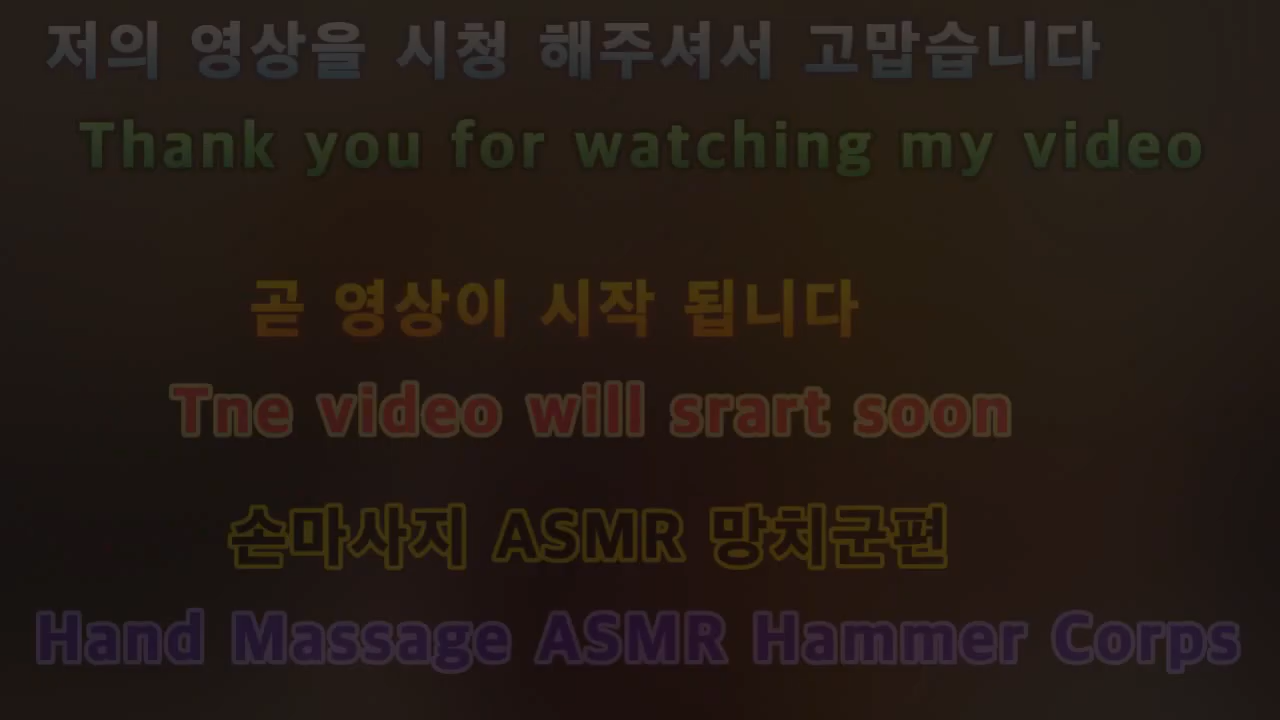 저의 영상을 시청 해주셔서 고맙습니다
Thank you for watching my video
곧 영상이 시작 됩니다
Tne video will srart soon
손마사지 ASMR 망치군편
Hand Massage ASMR Hammer Corps